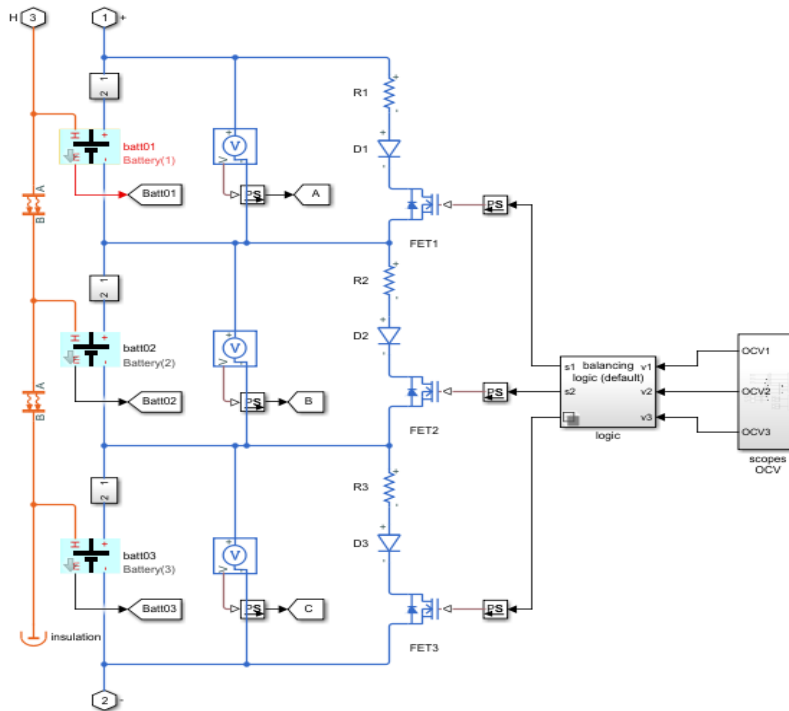 H 3
1 +
1
2
R1
H + batt01
Battery(1)
V
D1
A
B
Batt01
PS
A
PS
FET1
1
2
R2
H + batt02
Battery(2)
V
D2
A
B
Batt02
PS
B
PS
FET2
s1 balancing v1
logic (default)
s2 v2
v3
logic
OCV1
OCV2
OCV3
scopes
OCV
1
2
R3
H + batt03
Battery(3)
V
D3
Batt03
PS
C
PS
FET3
insulation
2 -